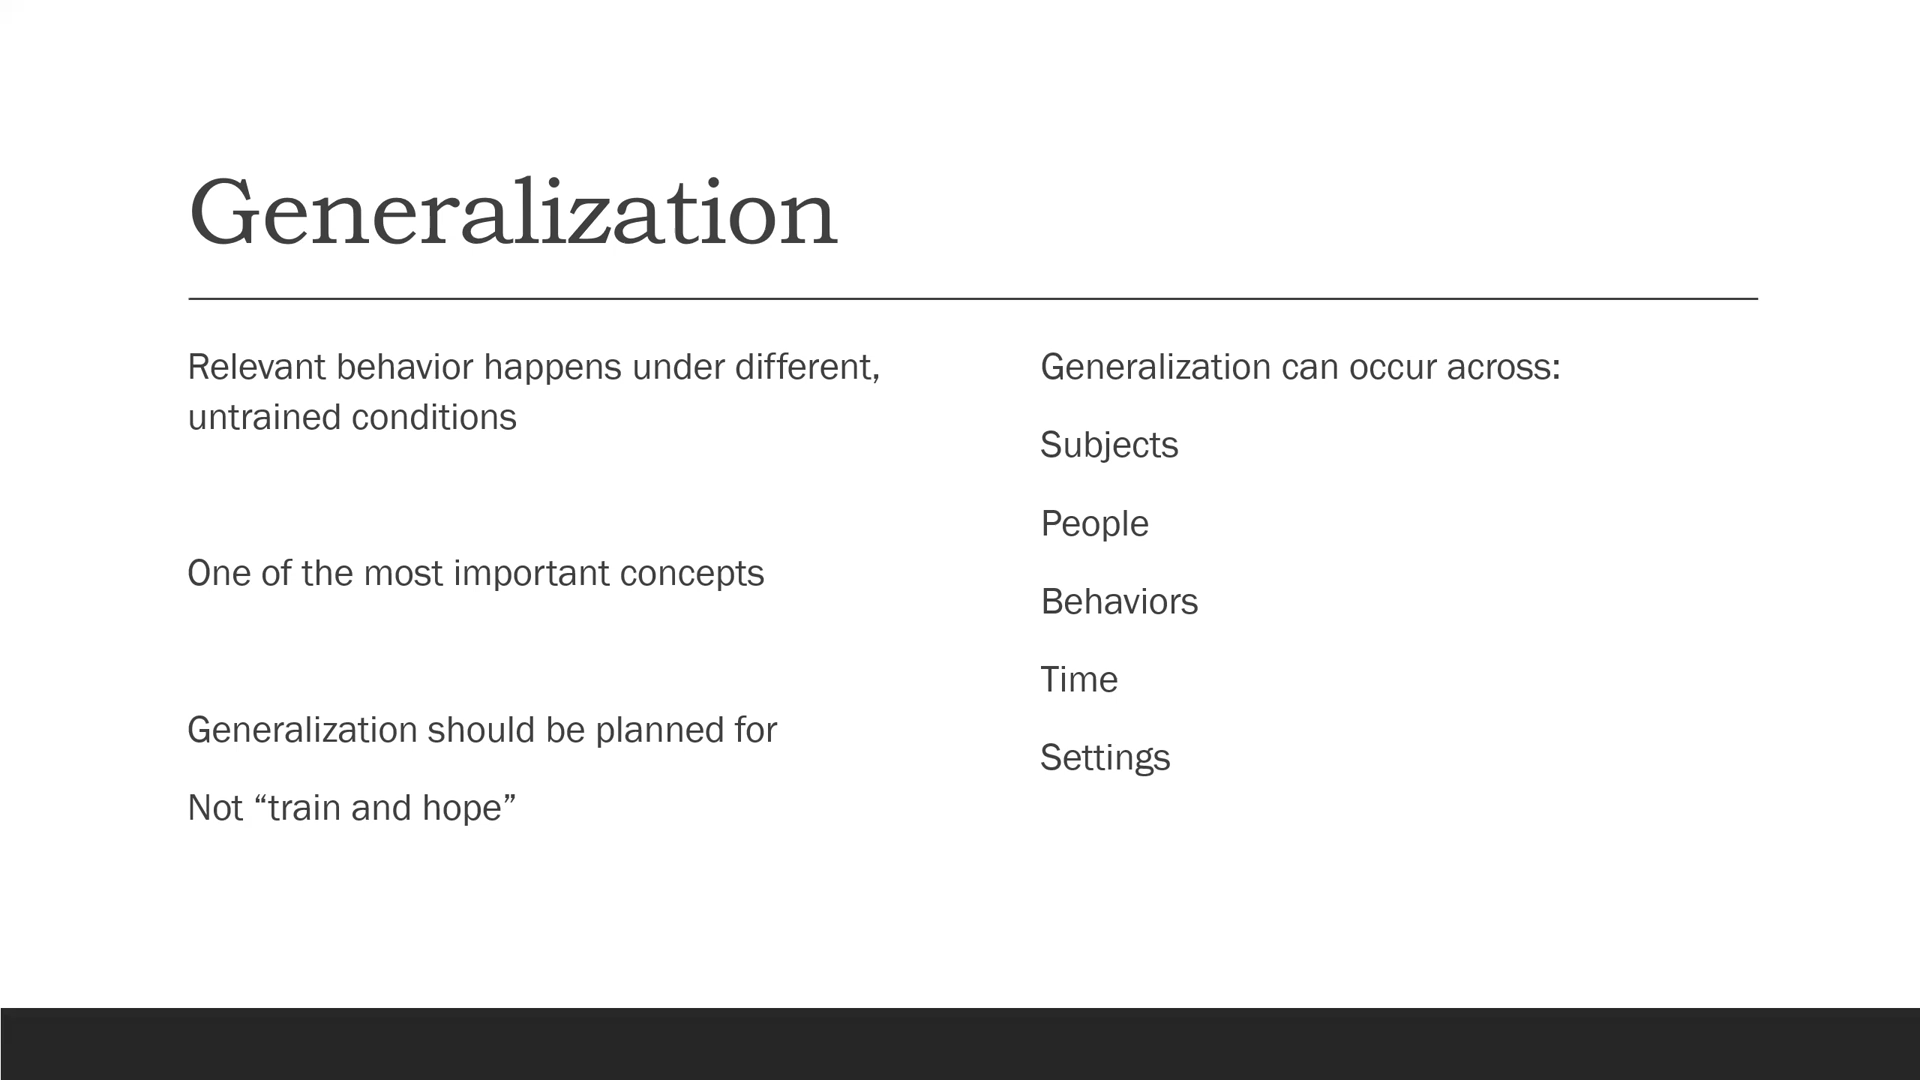 Generalization
Relevant behavior happens under different,
untrained conditions
One of the most important concepts
Generalization should be planned for
Not “train and hope”
Generalization can occur across:
Subjects
People
Behaviors
Time
Settings